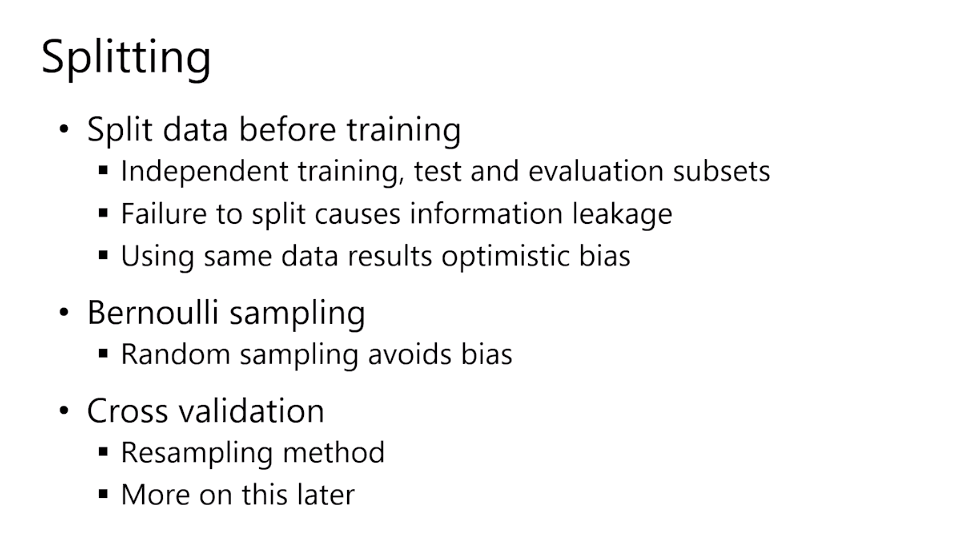 Splitting
• Split data before training
▪ Independent training, test and evaluation subsets
▪ Failure to split causes information leakage
▪ Using same data results optimistic bias
• Bernoulli sampling
▪ Random sampling avoids bias
• Cross validation
▪ Resampling method
▪ More on this later